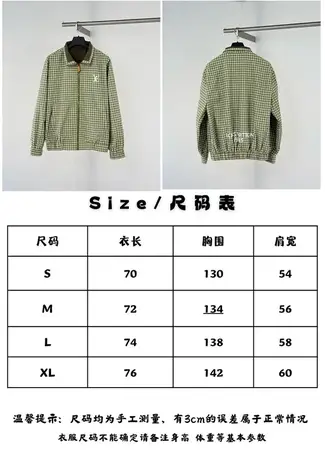 Size/尺码表
尺码 衣长 胸围 肩宽
S 70 130 54
M 72 134 56
L 74 138 58
XL 76 142 60
温馨提示：尺码均为手工测量、有3cm的误差属于正常情况
衣服尺码不能确定请备注身高 体重等基本参数